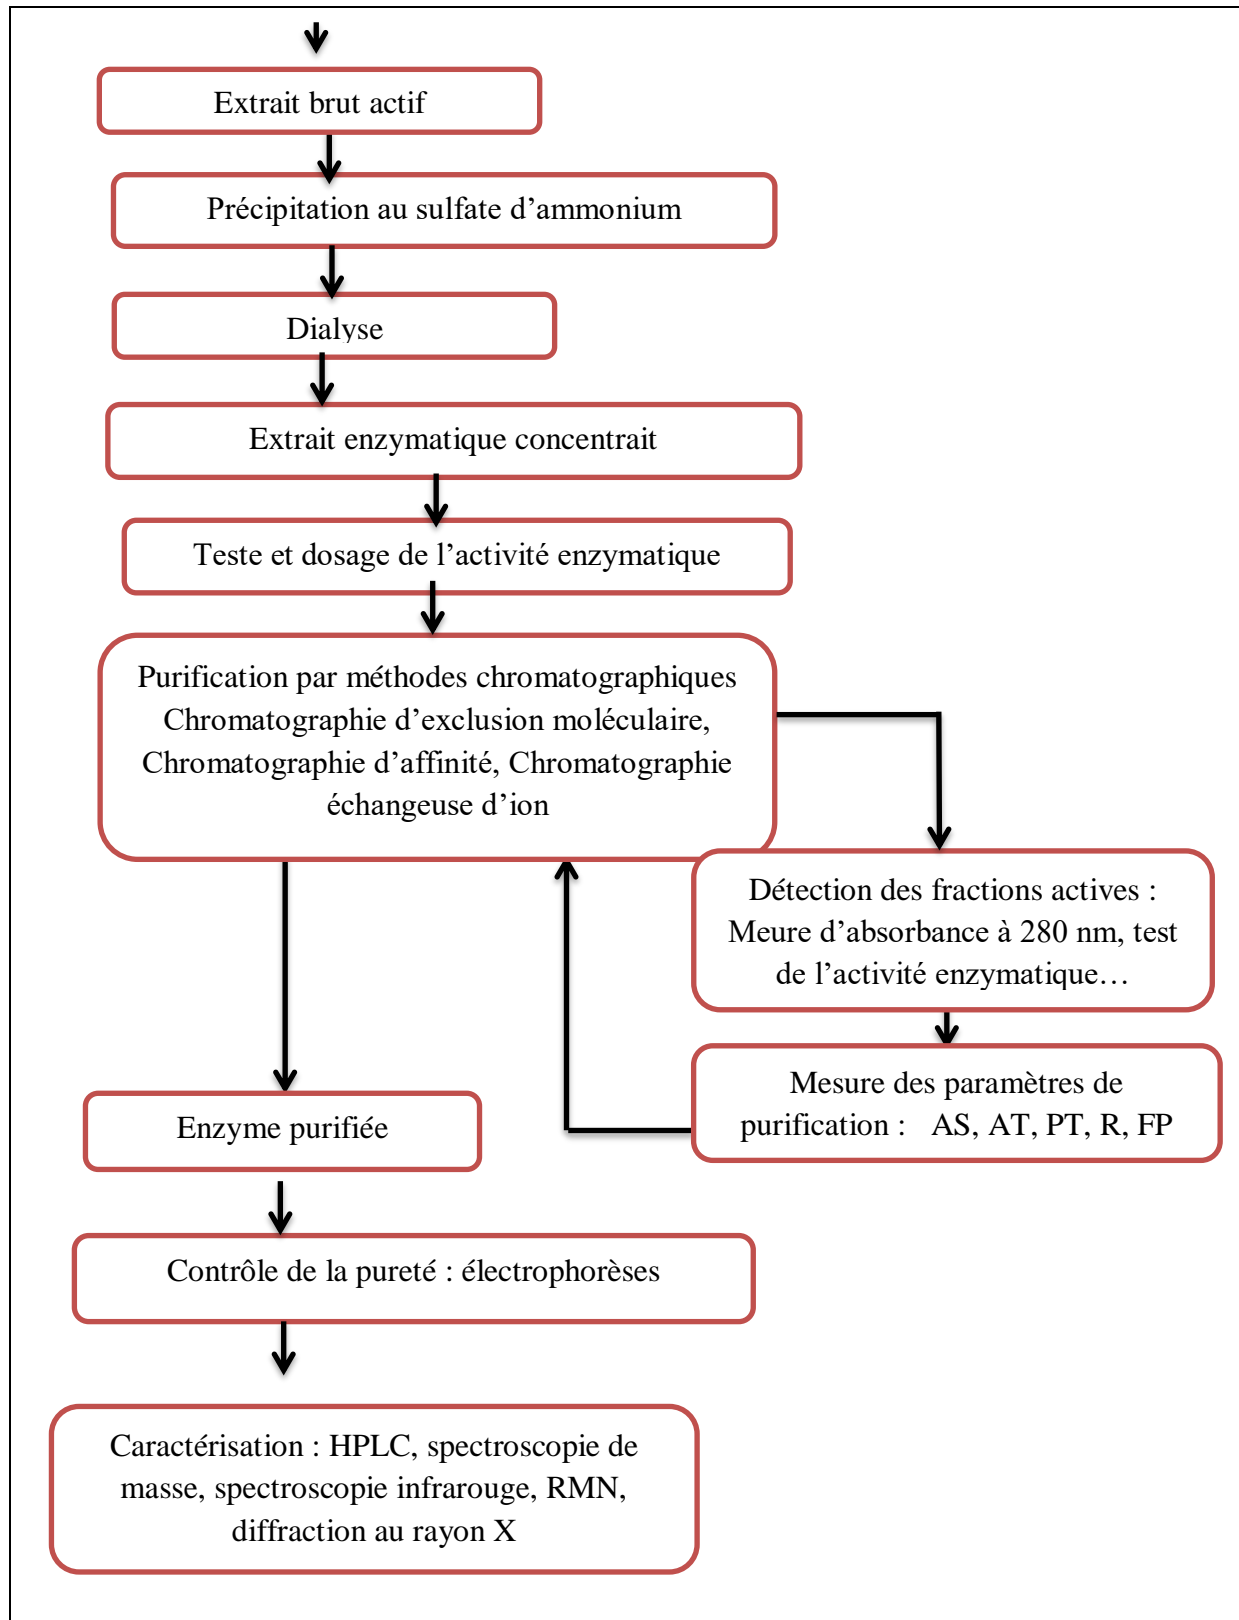 Extrait brut actif
Précipitation au sulfate d’ammonium
Dialyse
Extrait enzymatique concentrait
Teste et dosage de l’activité enzymatique
Purification par méthodes chromatographiques
Chromatographie d’exclusion moléculaire,
Chromatographie d’affinité, Chromatographie
échangeuse d’ion
Détection des fractions actives :
Meure d’absorbance à 280 nm, test
de l’activité enzymatique…
Mesure des paramètres de
purification : AS, AT, PT, R, FP
Enzyme purifiée
Contrôle de la pureté : électrophorèses
Caractérisation : HPLC, spectroscopie de
masse, spectroscopie infrarouge, RMN,
diffraction au rayon X